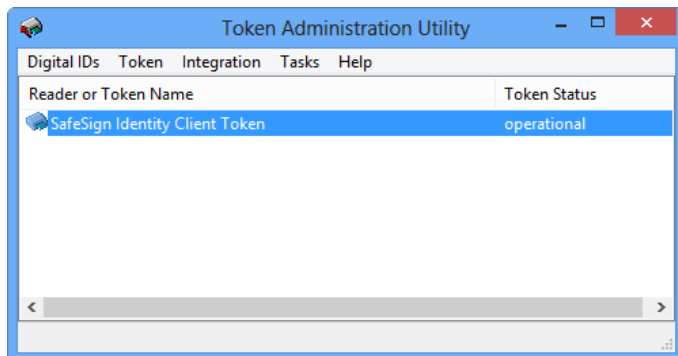 Token Administration Utility
Digital IDs Token Integration Tasks Help
Reader or Token Name Token Status
SafeSign Identity Client Token operational